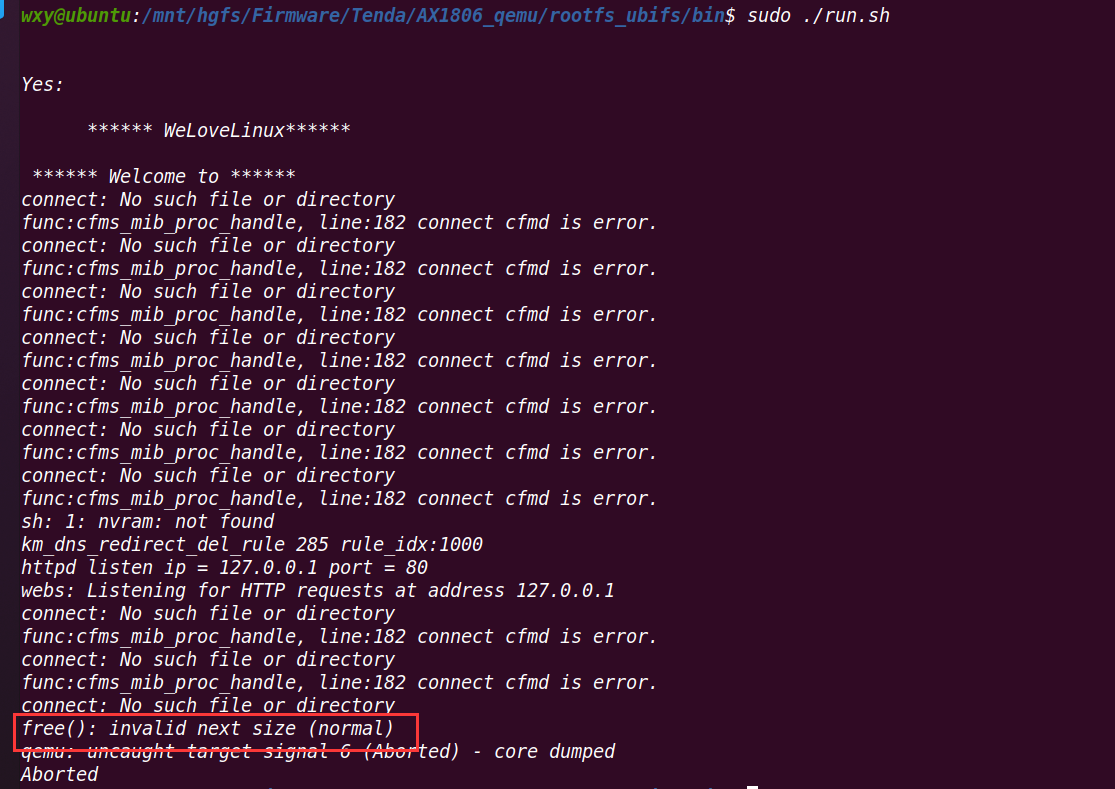 wxy@ubuntu:/mnt/hgfs/Firmware/Tenda/AX1806_qemu/rootfs_ubifs/bin$ sudo ./run.sh
Yes:
****** WeLoveLinux******
****** Welcome to ******
connect: No such file or directory
func:cfms_mib_proc_handle, line:182 connect cfmd is error.
connect: No such file or directory
func:cfms_mib_proc_handle, line:182 connect cfmd is error.
connect: No such file or directory
func:cfms_mib_proc_handle, line:182 connect cfmd is error.
connect: No such file or directory
func:cfms_mib_proc_handle, line:182 connect cfmd is error.
connect: No such file or directory
func:cfms_mib_proc_handle, line:182 connect cfmd is error.
connect: No such file or directory
func:cfms_mib_proc_handle, line:182 connect cfmd is error.
connect: No such file or directory
func:cfms_mib_proc_handle, line:182 connect cfmd is error.
sh: 1: nvram: not found
km_dns_redirect_del_rule 285 rule_idx:1000
httpd listen ip = 127.0.0.1 port = 80
webs: Listening for HTTP requests at address 127.0.0.1
connect: No such file or directory
func:cfms_mib_proc_handle, line:182 connect cfmd is error.
connect: No such file or directory
func:cfms_mib_proc_handle, line:182 connect cfmd is error.
connect: No such file or directory
free(): invalid next size (normal)
qemu: uncaught target signal 6 (Aborted) - core dumped
Aborted